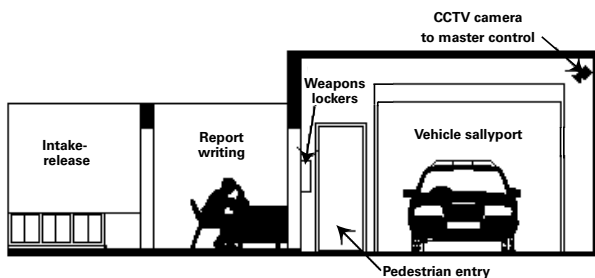 CCTV camera
to master control
Weapons
lockers
Intake-
release
Report
writing
Vehicle sallyport
Pedestrian entry